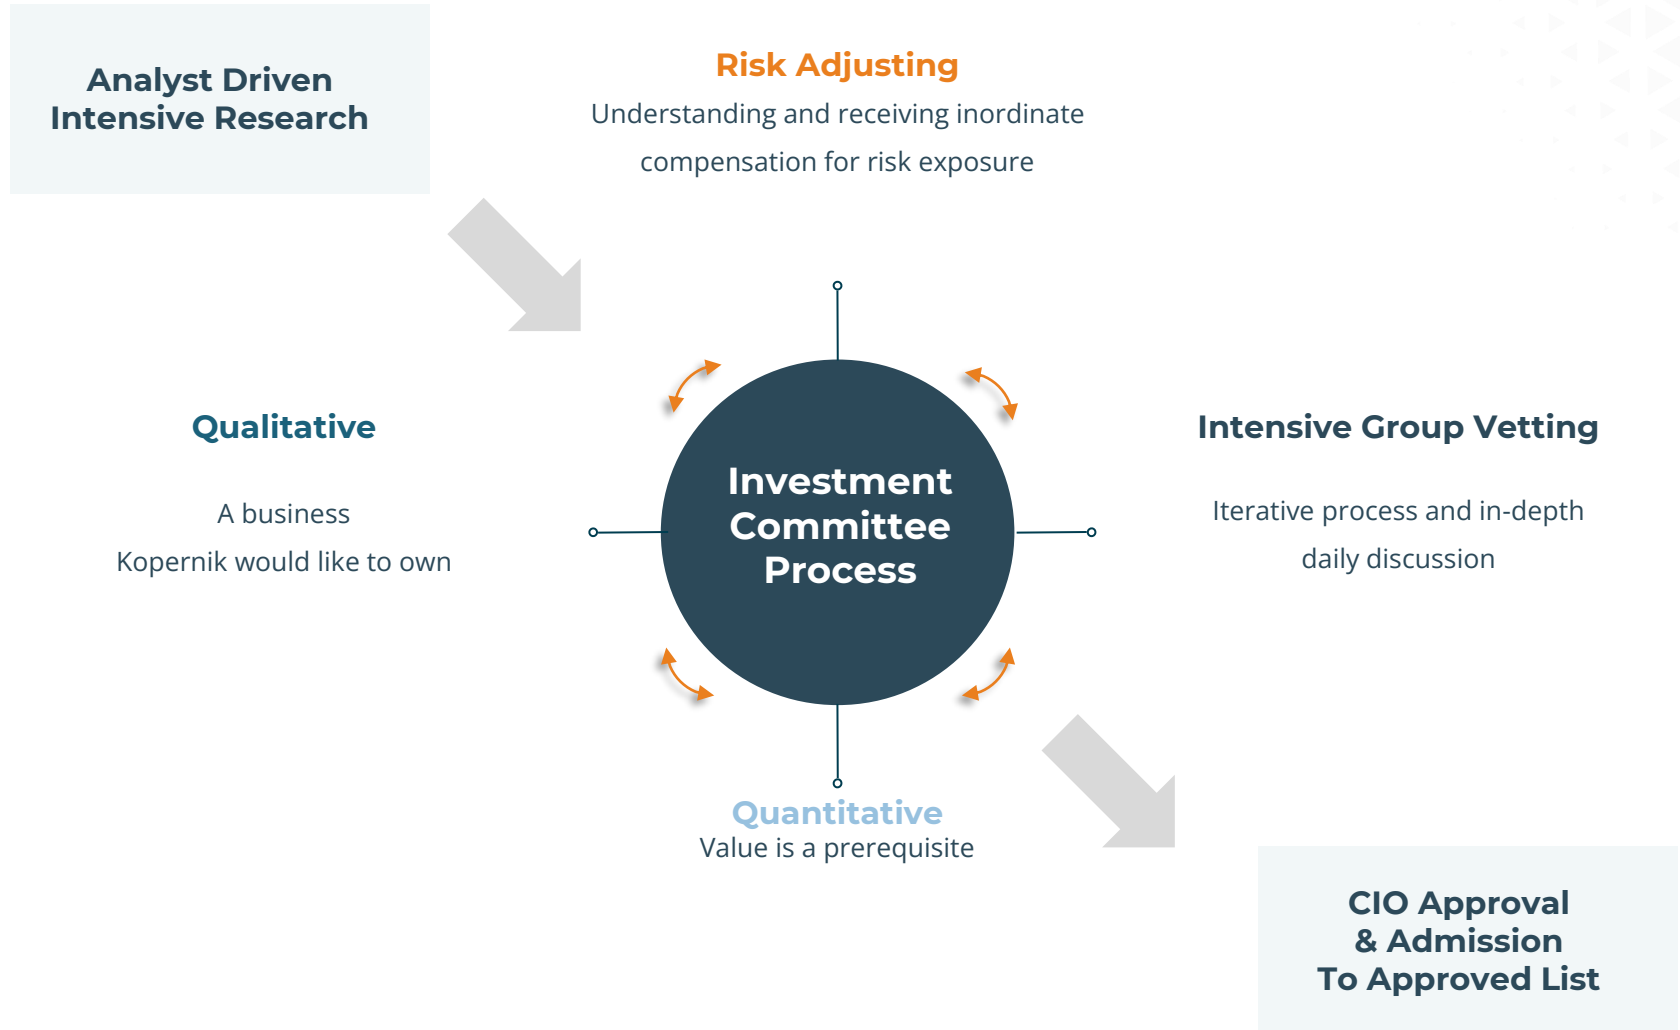 Analyst Driven
Intensive Research
Risk Adjusting
Understanding and receiving inordinate
compensation for risk exposure
Qualitative
A business
Kopernik would like to own
Investment
Committee
Process
Intensive Group Vetting
Iterative process and in-depth
daily discussion
Quantitative
Value is a prerequisite
CIO Approval
& Admission
To Approved List